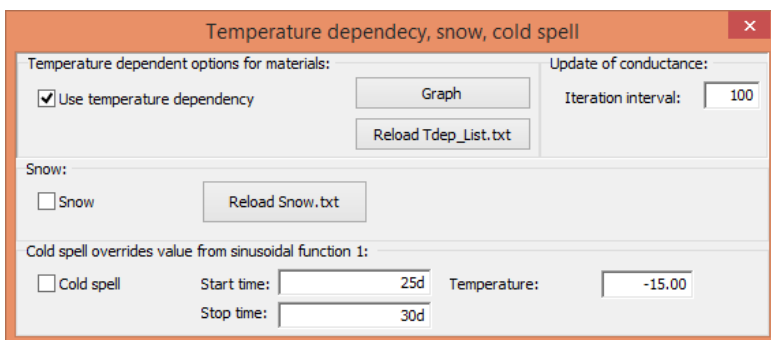 Temperature dependecy, snow, cold spell
Temperature dependent options for materials:
Update of conductance:
Use temperature dependency
Graph
Iteration interval:
100
Reload Tdep_List.txt
Snow:
Snow
Reload Snow.txt
Cold spell overrides value from sinusoidal function 1:
Cold spell
Start time:
25d
Temperature:
-15.00
Stop time:
30d